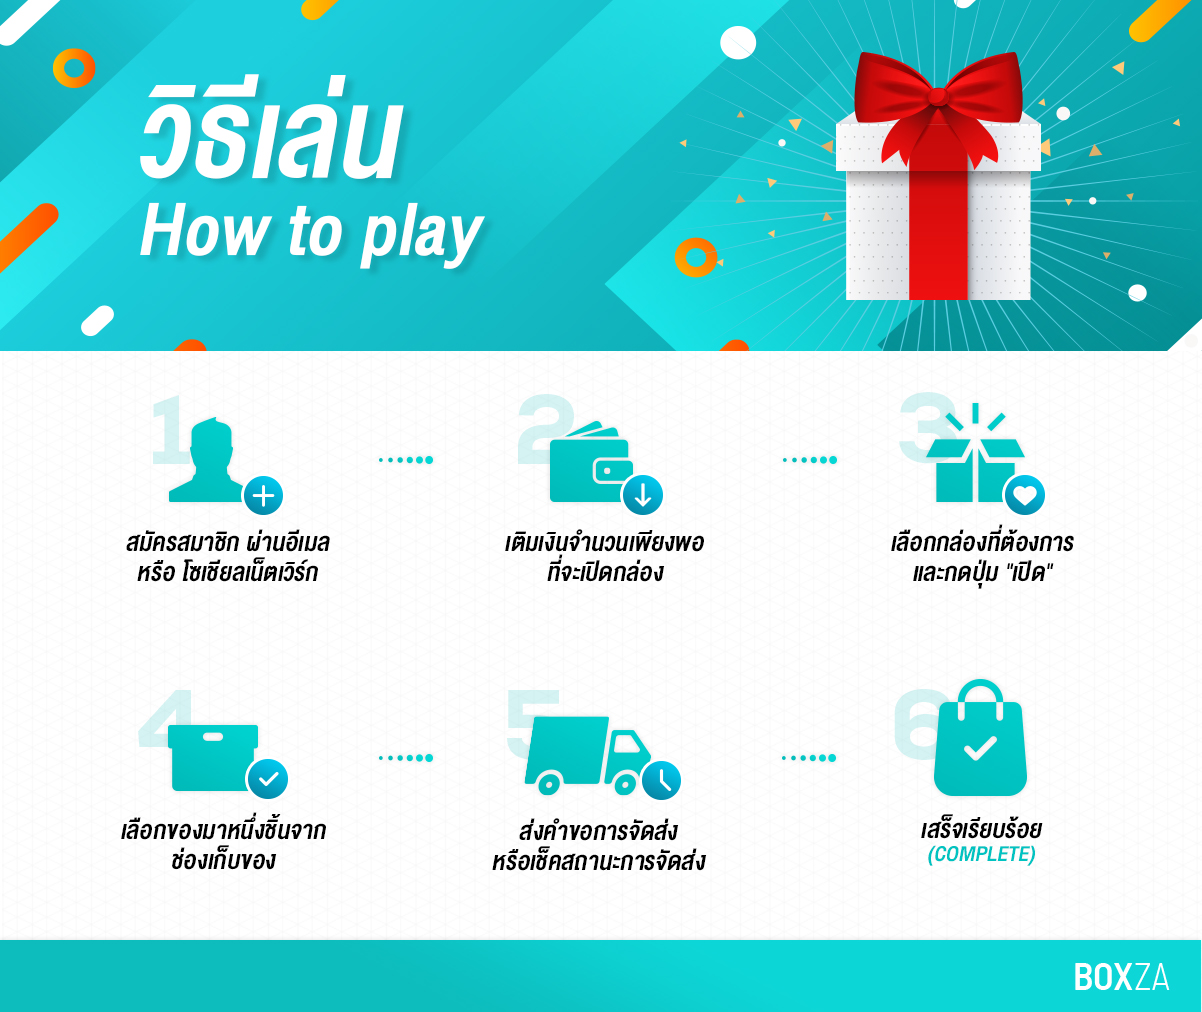 วิธีเล่น
How to play
1
สมัครสมาชิก ผ่านอีเมล
หรือ โซเชียลเน็ตเวิร์ก
2
เติมเงินจำนวนเพียงพอ
ที่จะเปิดกล่อง
3
เลือกกล่องที่ต้องการ
และกดปุ่ม "เปิด"
4
เลือกของมาหนึ่งชิ้นจาก
ช่องเก็บของ
5
ส่งคำขอการจัดส่ง
หรือเช็คสถานะการจัดส่ง
6
เสร็จเรียบร้อย
(COMPLETE)
BOXZA